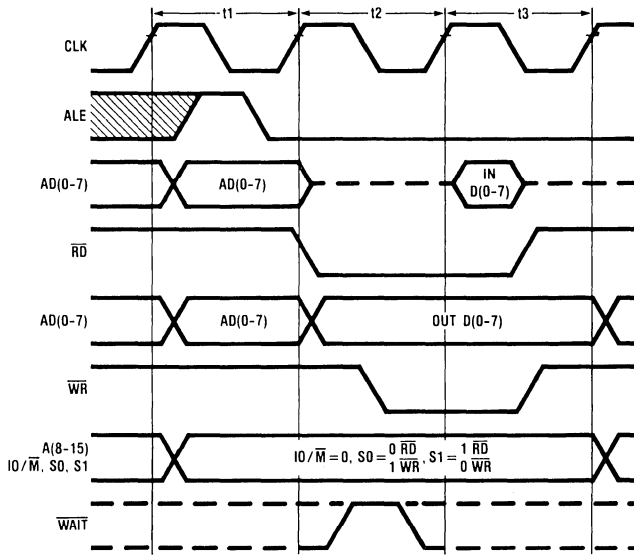 t1 t2 t3
CLK
ALE
AD(0-7) AD(0-7) IN
D(0-7)
RD
AD(0-7) AD(0-7) OUT D(0-7)
WR
A(8-15)
IO/M, S0, S1
IO/M=0, S0= 0 RD 1 WR , S1= 1 RD 0 WR
WAIT